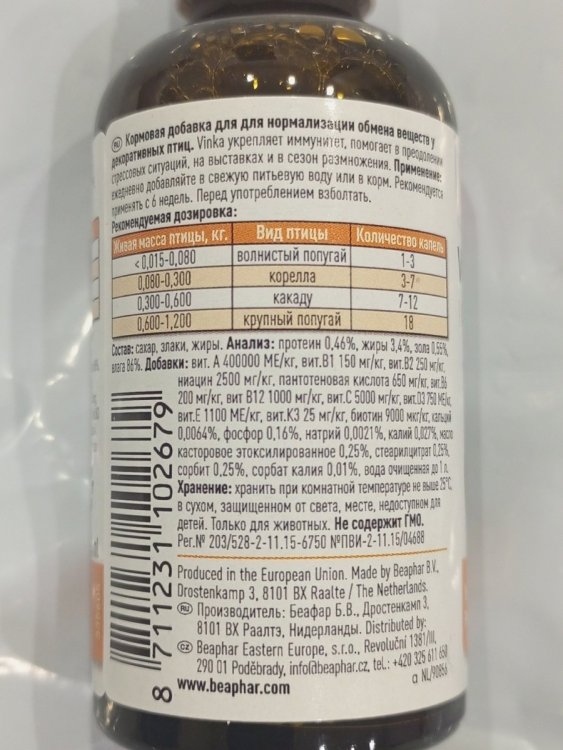 RU Кормовая добавка для для нормализации обмена веществ у
декоративных птиц. Vinka укрепляет иммунитет, помогает в преодолении
стрессовых ситуаций, на выставках и в сезон размножения. Применение:
ежедневно добавляйте в свежую питьевую воду или в корм. Рекомендуется
применять с 6 недель. Перед употреблением взболтать.
Рекомендуемая дозировка:
Живая масса птицы, кг. Вид птицы Количество капель
< 0,015-0,080 волнистый попугай 1-3
0,080-0,300 корелла 3-7
0,300-0,600 какаду 7-12
0,600-1,200 крупный попугай 18
Состав: сахар, злаки, жиры. Анализ: протеин 0,46%, жиры 3,4%, зола 0,55%,
влага 86%. Добавки: вит. А 400000 МЕ/кг, вит.В1 150 мг/кг, вит.В2 250 мг/кг,
ниацин 2500 мг/кг, пантотеновая кислота 650 мг/кг, вит.В6
200 мг/кг, вит В12 1000 мг/кг, вит.С 5000 мг/кг, вит.D3 750 МЕ/кг,
вит.Е 1100 МЕ/кг, вит.К3 25 мг/кг, биотин 9000 мкг/кг, кальций
0,0064%, фосфор 0,16%, натрий 0,0021%, калий 0,027%, масло
касторовое этоксилированное 0,25%, стеарилцитрат 0,25%,
сорбит 0,25%, сорбат калия 0,01%, вода очищенная до 1 л.
Хранение: хранить при комнатной температуре не выше 25°C,
в сухом, защищенном от света, месте, недоступном для
детей. Только для животных. Не содержит ГМО.
Рег.№ 203/528-2-11.15-6750 №ПВИ-2-11.15/04688
Produced in the European Union. Made by Beaphar B.V.,
Drostenkamp 3, 8101 BX Raalte / The Netherlands.
RU Производитель: Беафар Б.В., Дростенкамп 3,
8101 BX Раалтэ, Нидерланды. Distributed by:
CZ Beaphar Eastern Europe, s.r.o., Revoluční 1381/III,
290 01 Poděbrady, info@beaphar.cz, tel.: +420 325 611 650
www.beaphar.com a NL/90856
8 711231 102679